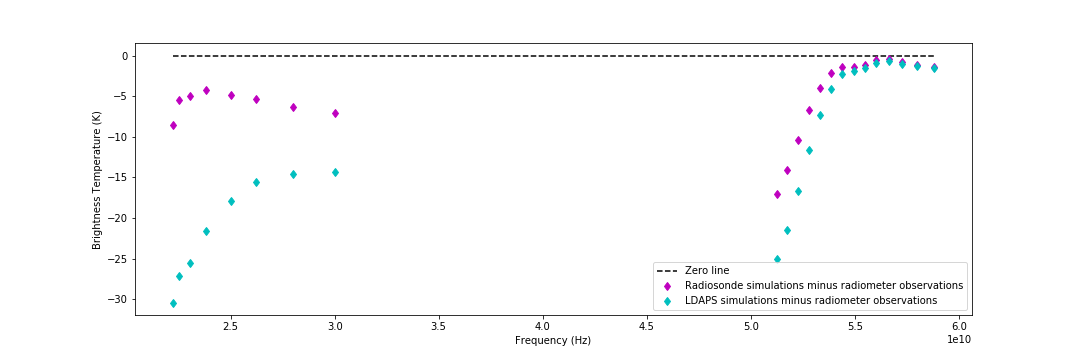 0
−5
−10
−15
−20
−25
−30
Brightness Temperature (K)
Zero line
Radiosonde simulations minus radiometer observations
LDAPS simulations minus radiometer observations
2.5 3.0 3.5 4.0 4.5 5.0 5.5 6.0
1e10
Frequency (Hz)